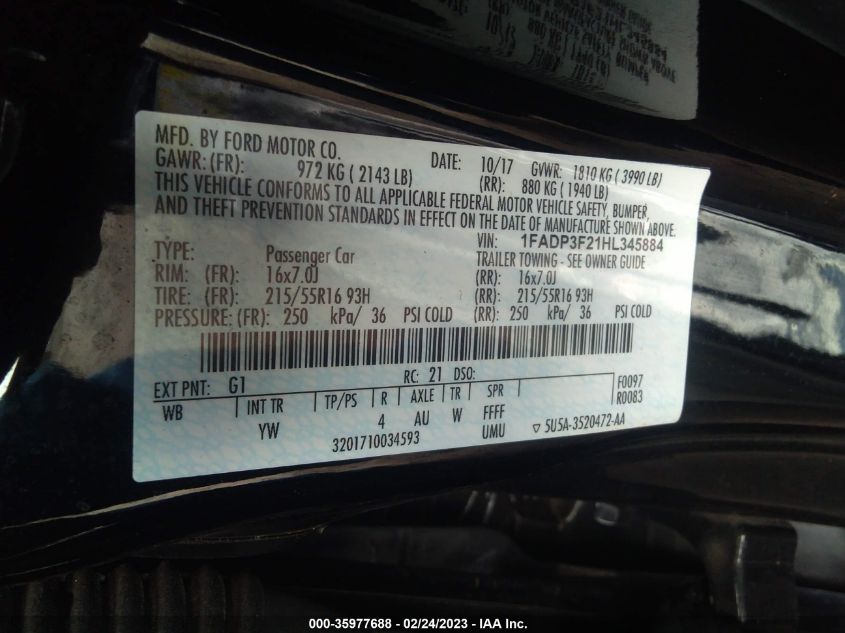 MFD. BY FORD MOTOR CO.
DATE: 10/17 GVWR: 1810 KG ( 3990 LB)
GAWR: (FR): 972 KG ( 2143 LB) (RR): 880 KG ( 1940 LB)
THIS VEHICLE CONFORMS TO ALL APPLICABLE FEDERAL MOTOR VEHICLE SAFETY, BUMPER,
AND THEFT PREVENTION STANDARDS IN EFFECT ON THE DATE OF MANUFACTURE SHOWN ABOVE.
VIN: 1FADP3F21HL345884
TYPE: Passenger Car TRAILER TOWING - SEE OWNER GUIDE
RIM: (FR): 16x7.0J (RR): 16x7.0J
TIRE: (FR): 215/55R16 93H (RR): 215/55R16 93H
PRESSURE: (FR): 250 kPa/ 36 PSI COLD (RR): 250 kPa/ 36 PSI COLD
EXT PNT: G1 RC: 21 DSO: F0097
R0083
WB INT TR TP/PS R AXLE TR SPR
YW 4 AU W FFFF
UMU
3201710034593 ▽ 5U5A-3520472-AA
000-35977688 - 02/24/2023 - IAA Inc.